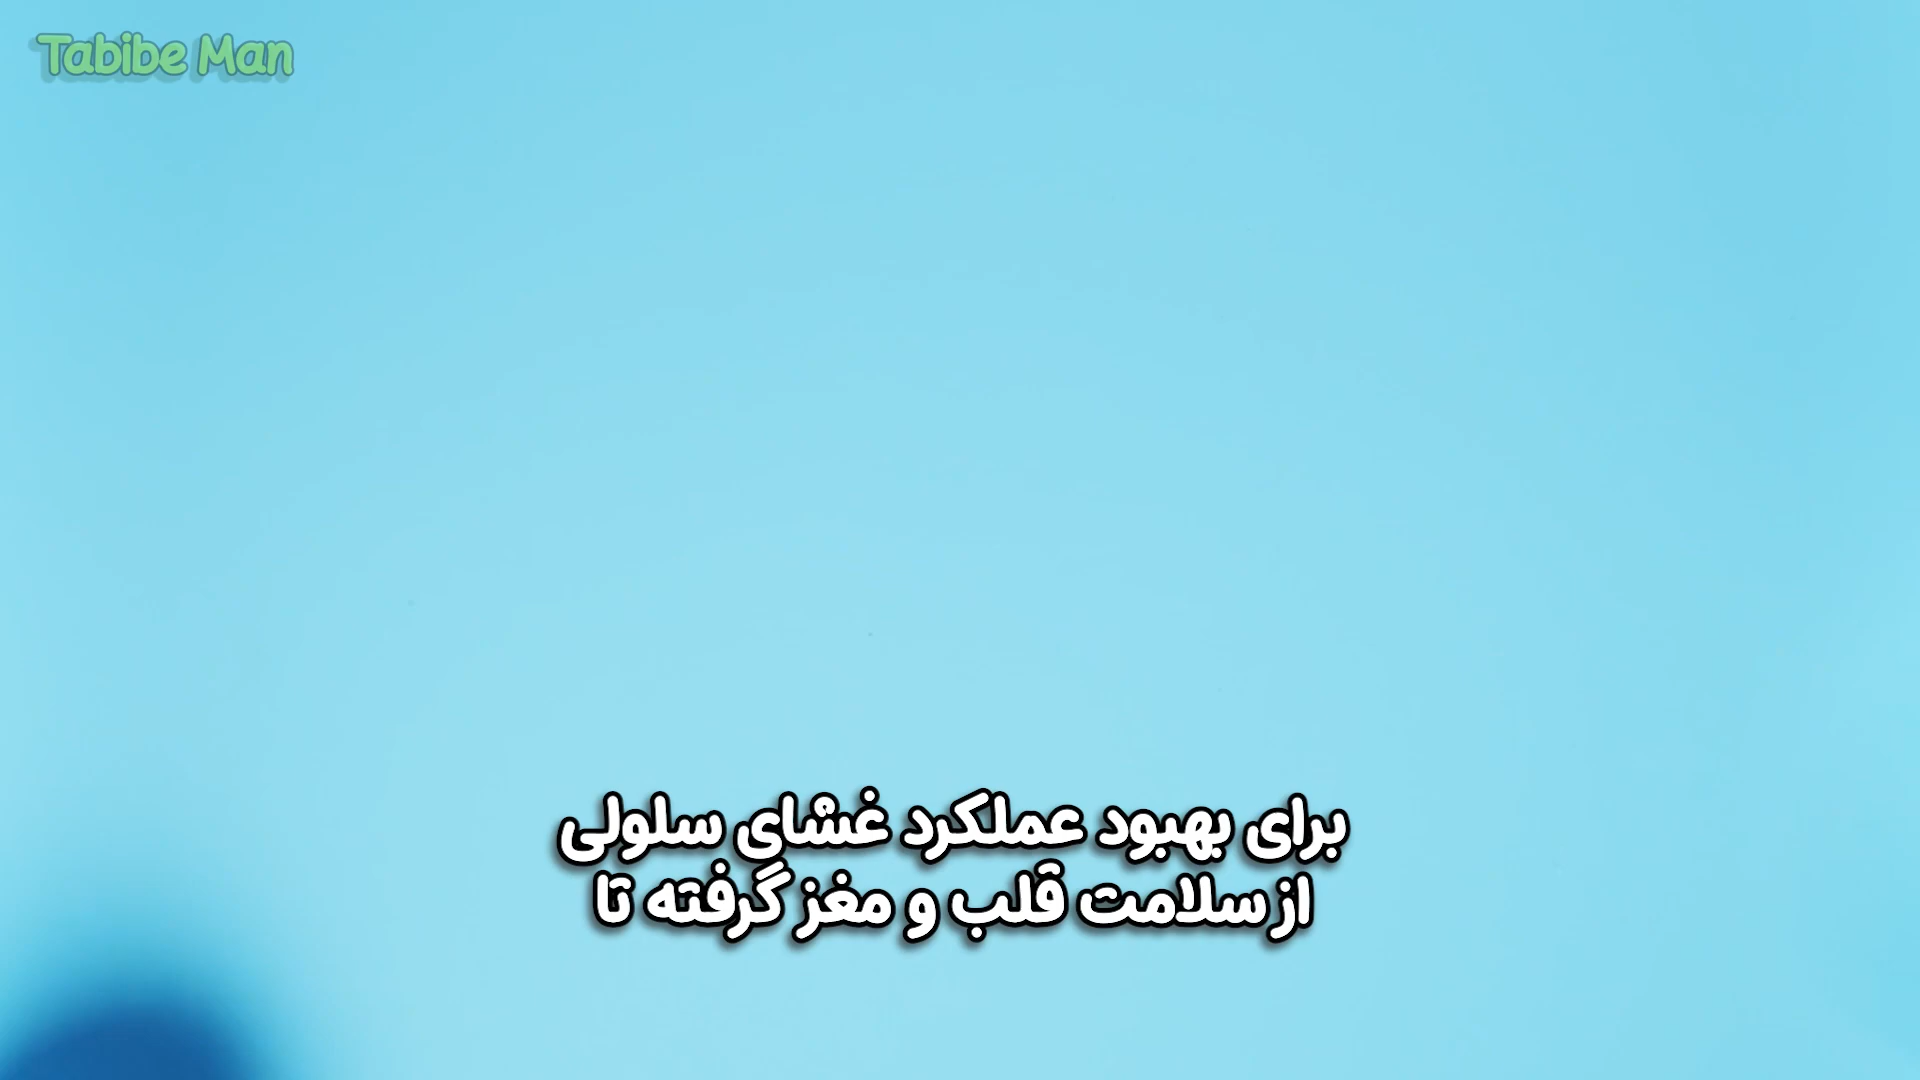 Tabibe Man
برای بهبود عملکرد غشای سلولی
از سلامت قلب و مغز گرفته تا